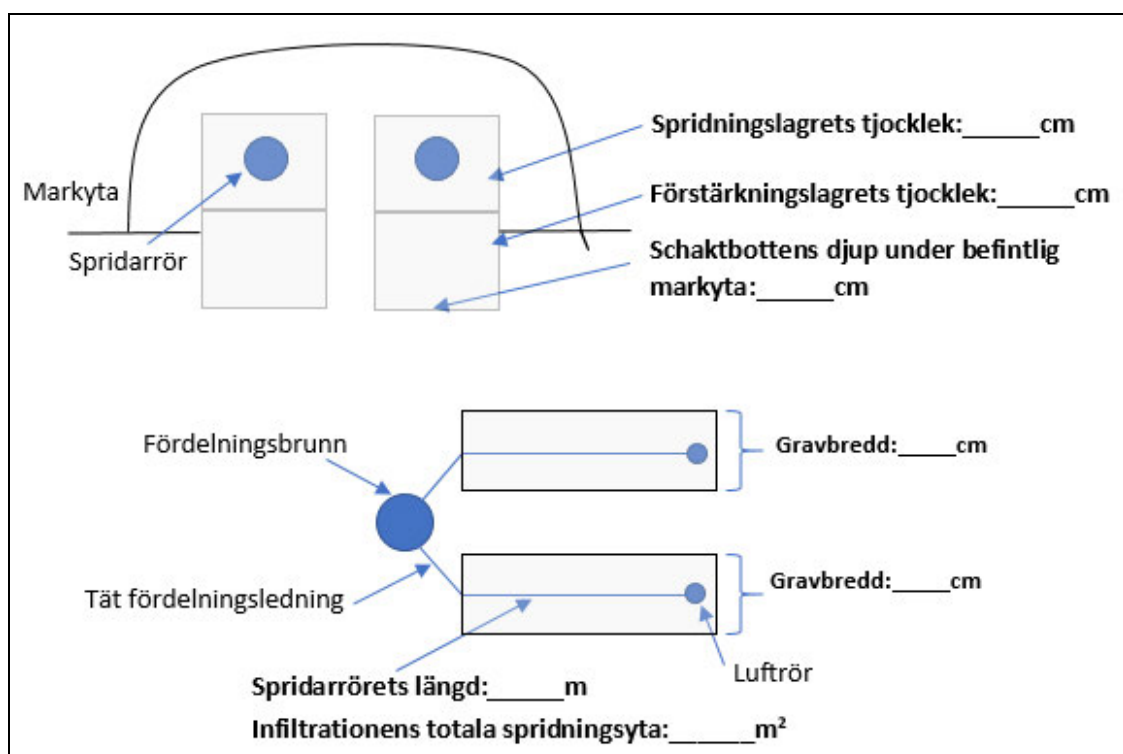 Spridningslagrets tjocklek:______cm
Markyta
Förstärkningslagrets tjocklek:______cm
Spridarrör
Schaktbottens djup under befintlig
markyta:______cm
Fördelningsbrunn
Gravbredd:_____cm
Tät fördelningsledning
Gravbredd:_____cm
Luftrör
Spridarrörets längd:______m
Infiltrationens totala spridningsyta:_______m²